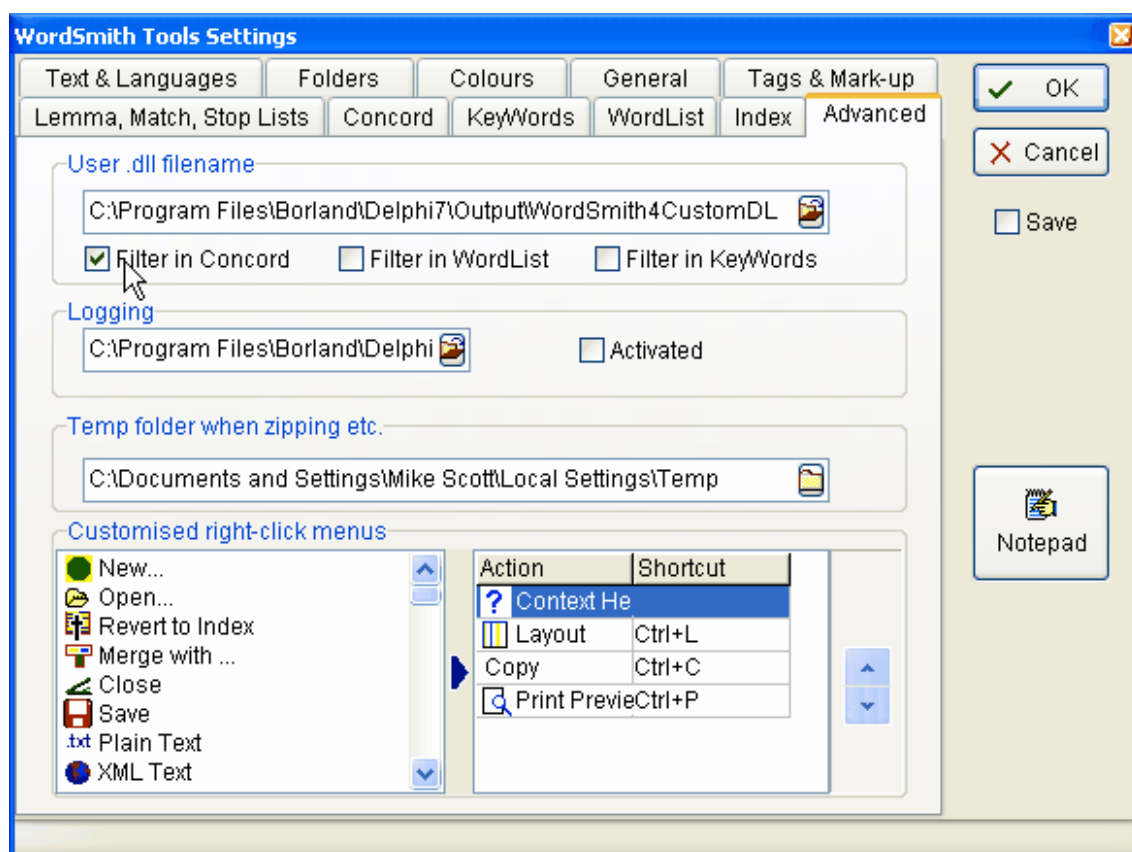 WordSmith Tools Settings
Text & Languages Folders Colours General Tags & Mark-up
Lemma, Match, Stop Lists Concord KeyWords WordList Index Advanced
OK
Cancel
Save
User .dll filename
C:\Program Files\Borland\Delphi7\Output\WordSmith4CustomDL
Filter in Concord Filter in WordList Filter in KeyWords
Logging
C:\Program Files\Borland\Delphi Activated
Temp folder when zipping etc.
C:\Documents and Settings\Mike Scott\Local Settings\Temp
Notepad
Customised right-click menus
New...
Open...
Revert to Index
Merge with ...
Close
Save
.txt Plain Text
XML Text
Action Shortcut
? Context He
Layout Ctrl+L
Copy Ctrl+C
Print Previe Ctrl+P